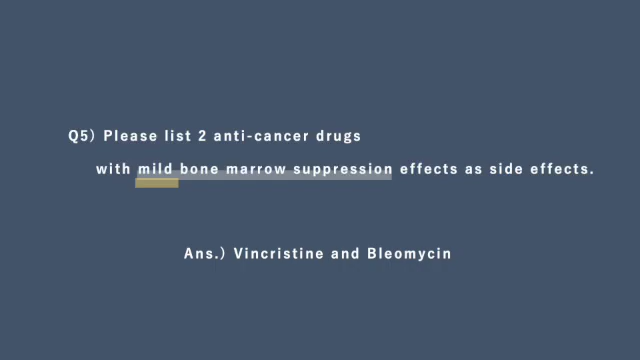 Q5) Please list 2 anti-cancer drugs
with mild bone marrow suppression effects as side effects.
Ans.) Vincristine and Bleomycin